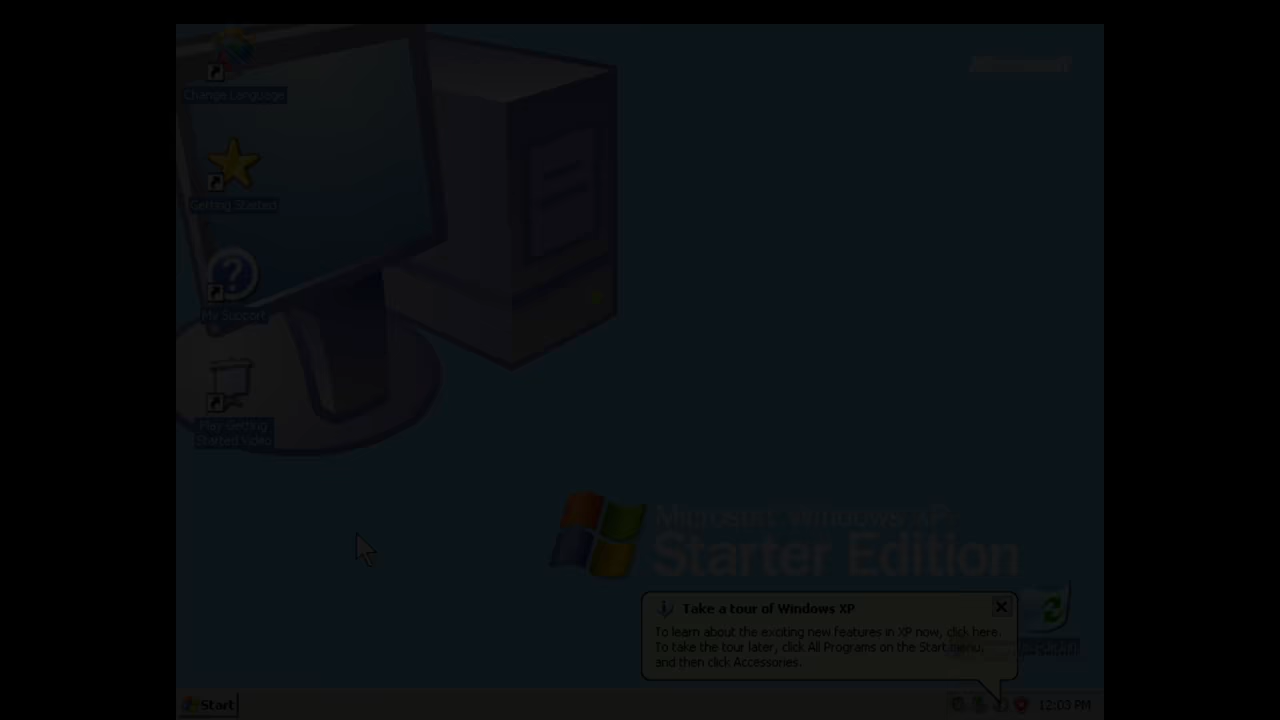 Change Language
Getting Started
My Support
Play Getting
Started Video
Microsoft Windows XP
Starter Edition
Take a tour of Windows XP
To learn about the exciting new features in XP now, click here.
To take the tour later, click All Programs on the Start menu,
and then click Accessories.
Start
12:03 PM